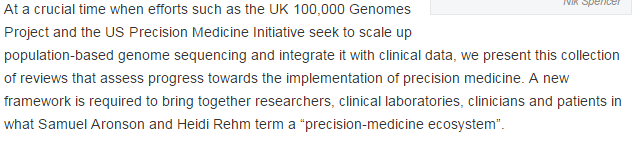 Nik Spencer
At a crucial time when efforts such as the UK 100,000 Genomes
Project and the US Precision Medicine Initiative seek to scale up
population-based genome sequencing and integrate it with clinical data, we present this collection
of reviews that assess progress towards the implementation of precision medicine. A new
framework is required to bring together researchers, clinical laboratories, clinicians and patients in
what Samuel Aronson and Heidi Rehm term a “precision-medicine ecosystem”.